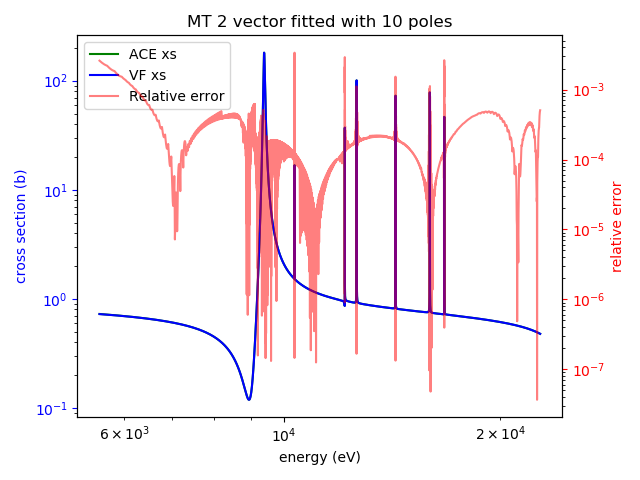 MT 2 vector fitted with 10 poles
ACE xs
VF xs
Relative error
10²
10¹
10⁰
10⁻¹
cross section (b)
10⁻³
10⁻⁴
10⁻⁵
10⁻⁶
10⁻⁷
relative error
6 × 10³
10⁴
2 × 10⁴
energy (eV)